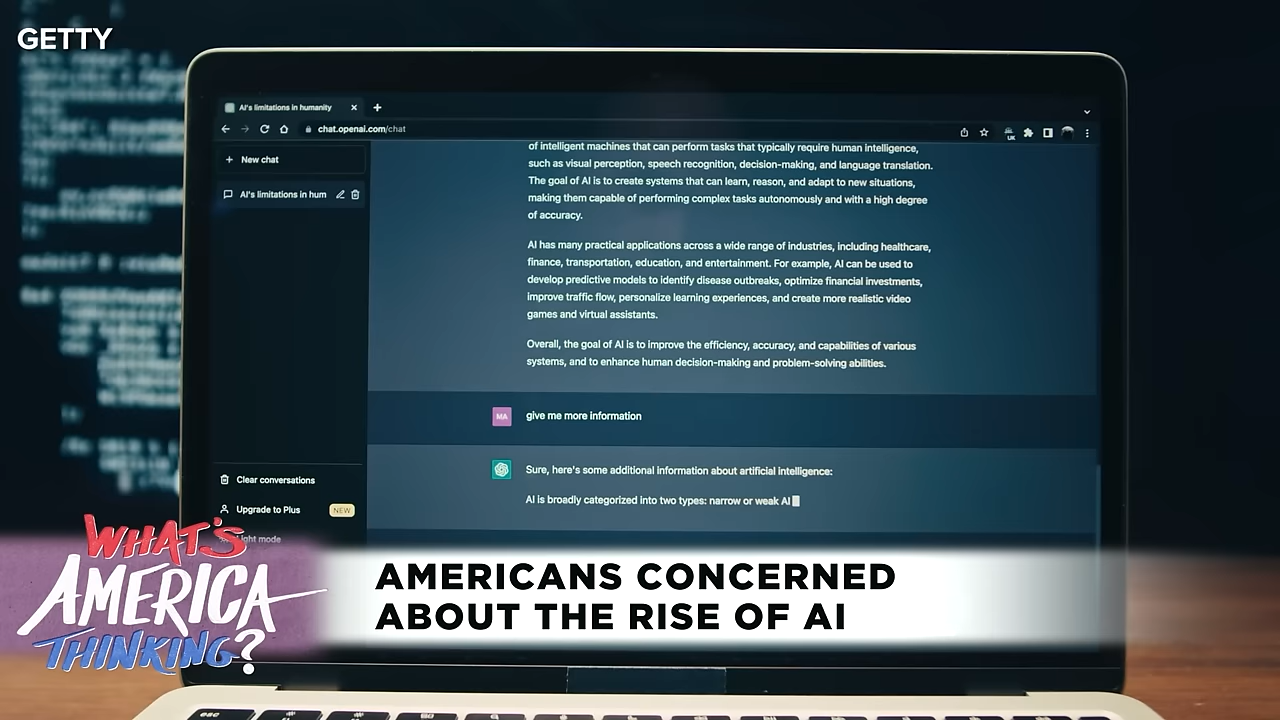 GETTY
AI's limitations in humanity
chat.openai.com/chat
UK
New chat
AI's limitations in hum
of intelligent machines that can perform tasks that typically require human intelligence,
such as visual perception, speech recognition, decision-making, and language translation.
The goal of AI is to create systems that can learn, reason, and adapt to new situations,
making them capable of performing complex tasks autonomously and with a high degree
of accuracy.
AI has many practical applications across a wide range of industries, including healthcare,
finance, transportation, education, and entertainment. For example, AI can be used to
develop predictive models to identify disease outbreaks, optimize financial investments,
improve traffic flow, personalize learning experiences, and create more realistic video
games and virtual assistants.
Overall, the goal of AI is to improve the efficiency, accuracy, and capabilities of various
systems, and to enhance human decision-making and problem-solving abilities.
MA give me more information
Sure, here's some additional information about artificial intelligence:
AI is broadly categorized into two types: narrow or weak AI
Clear conversations
Upgrade to Plus NEW
Light mode
WHAT'S
AMERICA
THINKING?
AMERICANS CONCERNED
ABOUT THE RISE OF AI
esc